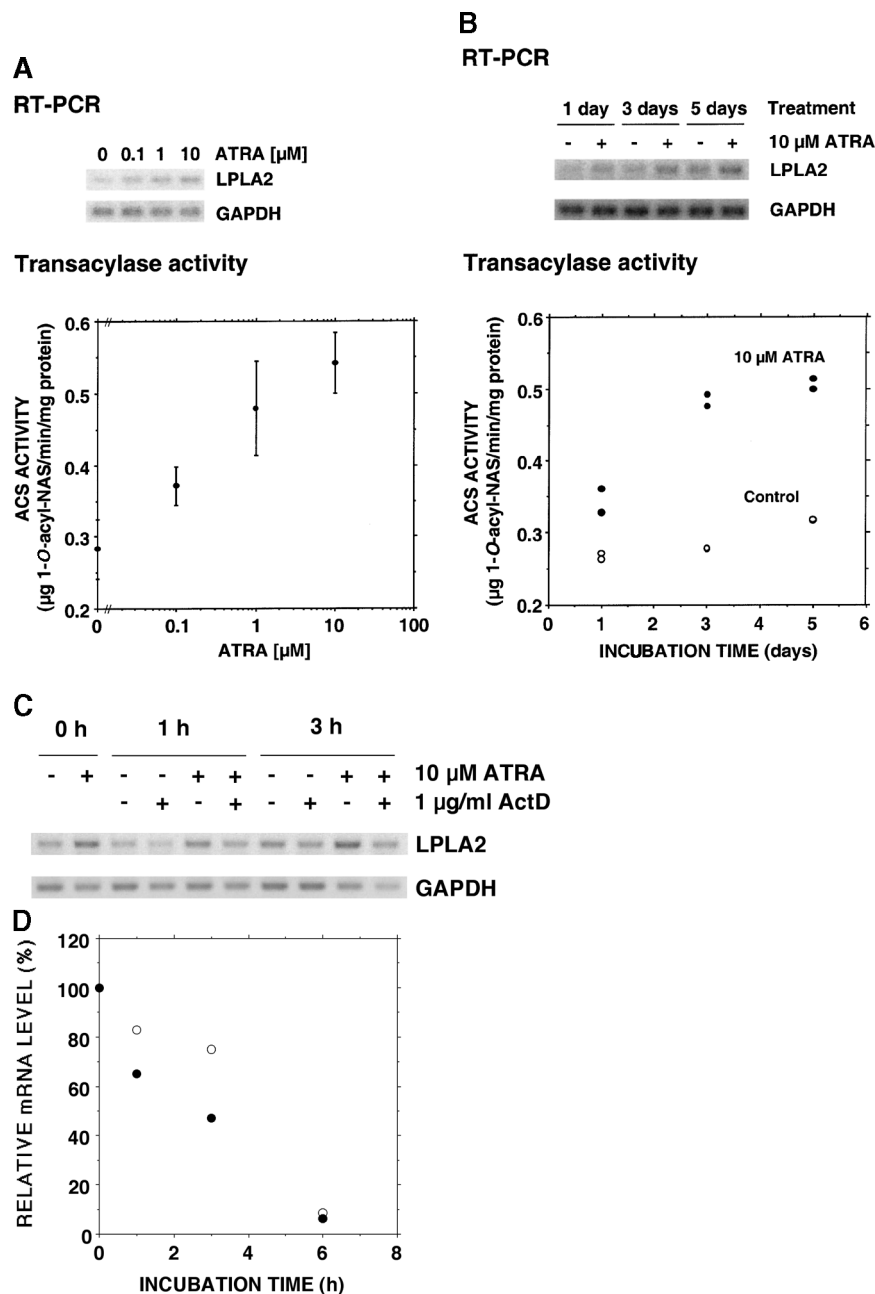 A
RT-PCR
0 0.1 1 10 ATRA [µM]
LPLA2
GAPDH
Transacylase activity
ACS ACTIVITY
(µg 1-O-acyl-NAS/min/mg protein)
0.6
0.5
0.4
0.3
0.2
0 0.1 1 10 100
ATRA [µM]
B
RT-PCR
1 day 3 days 5 days Treatment
- + - + - + 10 µM ATRA
LPLA2
GAPDH
Transacylase activity
ACS ACTIVITY
(µg 1-O-acyl-NAS/min/mg protein)
0.6
0.5
0.4
0.3
0.2
10 µM ATRA
Control
0 1 2 3 4 5 6
INCUBATION TIME (days)
C
0 h 1 h 3 h
- + - - + + - - + + 10 µM ATRA
- + - + - + - + 1 µg/ml ActD
LPLA2
GAPDH
D
RELATIVE mRNA LEVEL (%)
120
100
80
60
40
20
0
0 2 4 6 8
INCUBATION TIME (h)